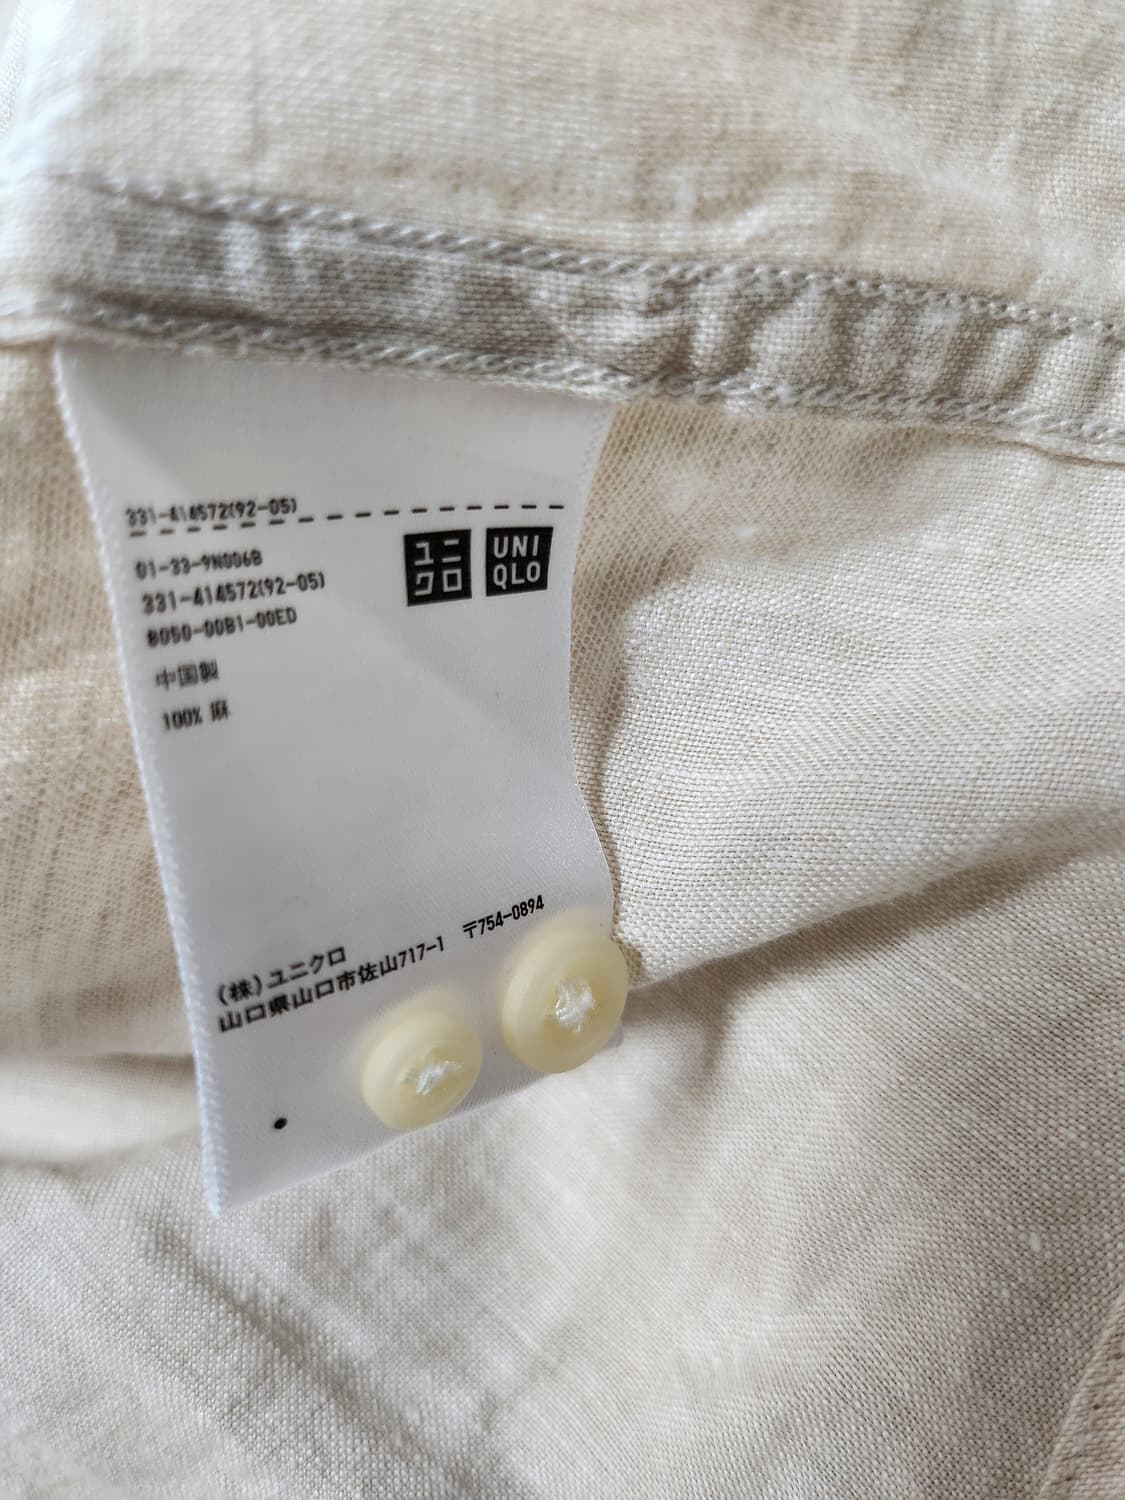 331-414572(92-05)
01-33-9N006B
331-414572(92-05)
8050-00B1-00ED
中国製
100% 麻
ユニ
クロ
UNI
QLO
(株)ユニクロ
山口県山口市佐山717-1 〒754-0894